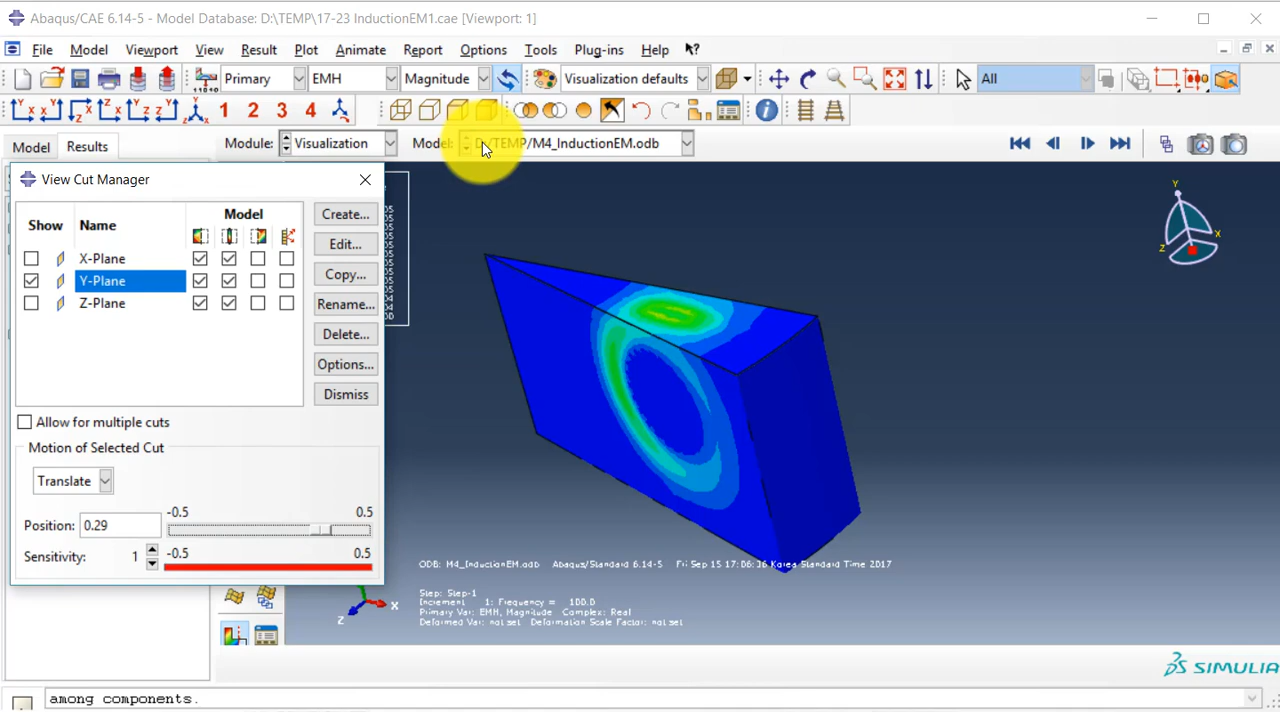 Abaqus/CAE 6.14-5 - Model Database: D:\TEMP\17-23 InductionEM1.cae [Viewport: 1]
File Model Viewport View Result Plot Animate Report Options Tools Plug-ins Help
Primary EMH Magnitude Visualization defaults All
1 2 3 4
Model Results Module: Visualization Model: D:/TEMP/M4_InductionEM.odb
View Cut Manager
Show Name Model
X-Plane
Y-Plane
Z-Plane
Create...
Edit...
Copy...
Rename...
Delete...
Options...
Dismiss
Allow for multiple cuts
Motion of Selected Cut
Translate
-0.5 0.5
Position: 0.29
Sensitivity: 1 -0.5 0.5
Y
X
Z
ODB: M4_InductionEM.odb Abaqus/Standard 6.14-5 Fri Sep 15 17:06:36 Korea Standard Time 2017
Step: Step-1
Increment 1: Frequency = 100.0
Primary Var: EMH, Magnitude Complex: Real
Deformed Var: not set Deformation Scale Factor: not set
Z X
SIMULIA
among components.